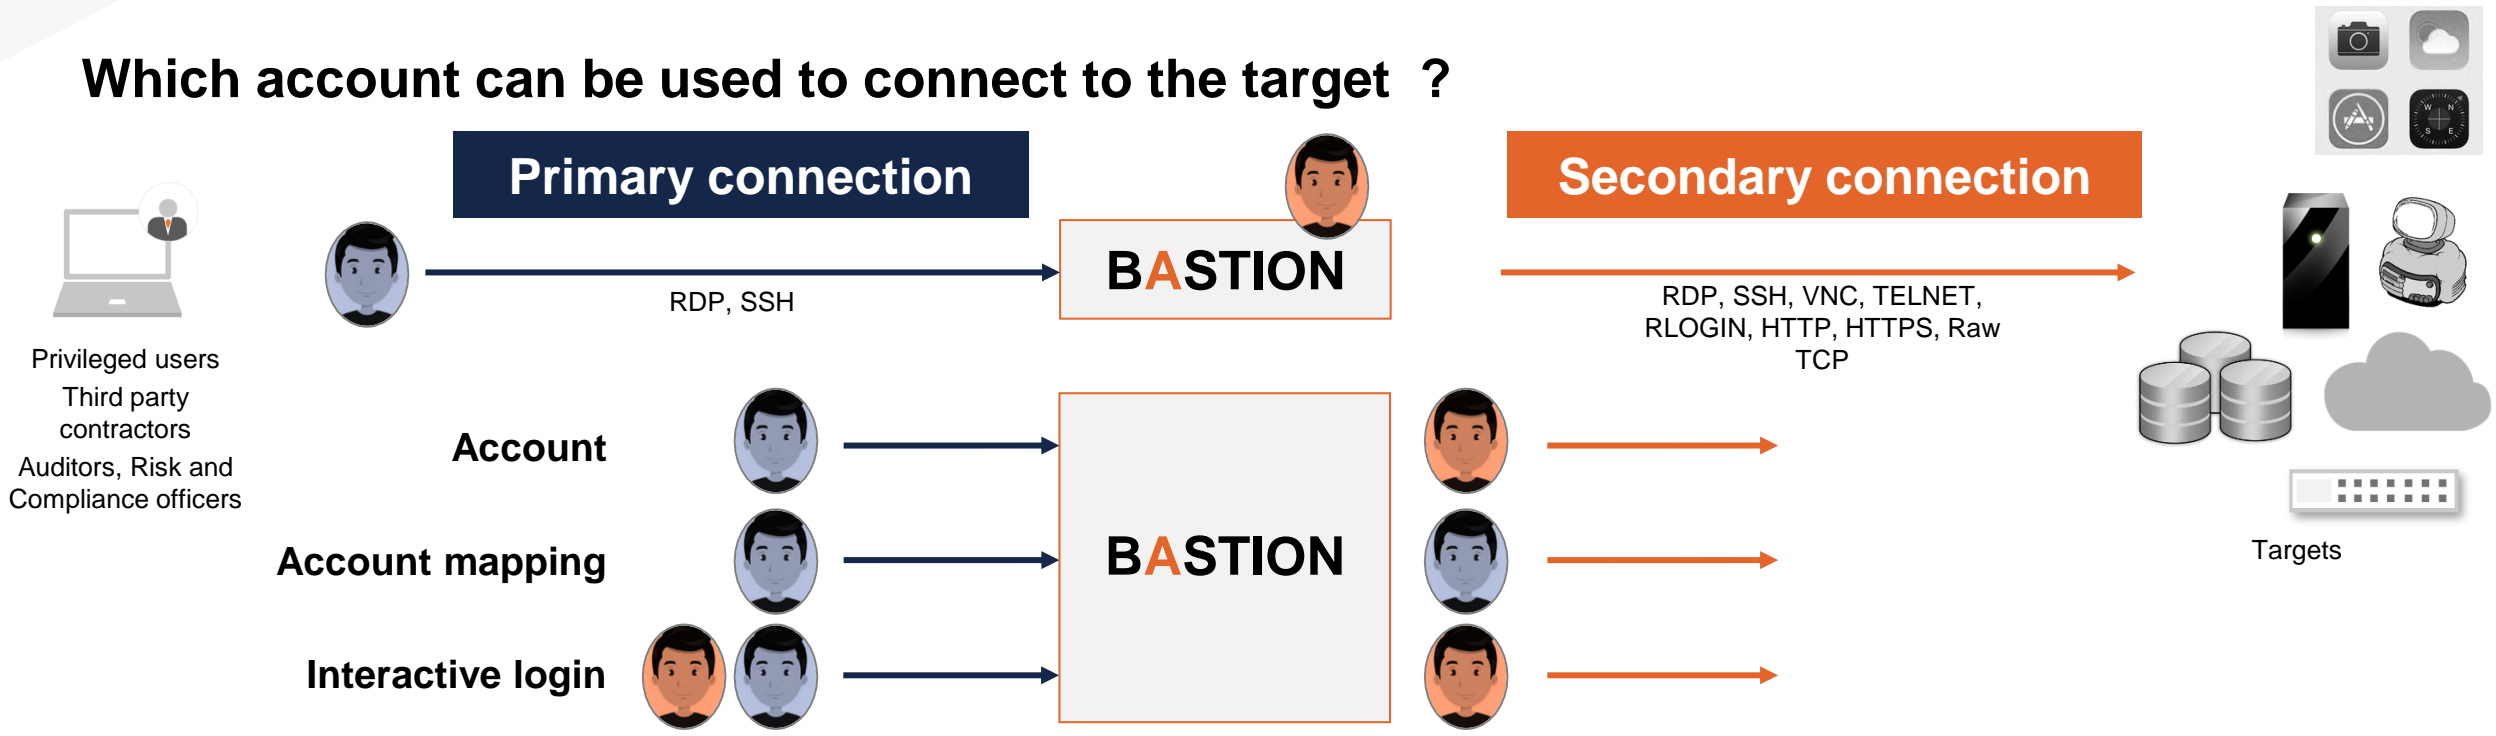 Which account can be used to connect to the target ?
Primary connection
Secondary connection
BASTION
RDP, SSH
RDP, SSH, VNC, TELNET,
RLOGIN, HTTP, HTTPS, Raw
TCP
Privileged users
Third party
contractors
Auditors, Risk and
Compliance officers
Account
Account mapping
Interactive login
BASTION
Targets
W N
S E